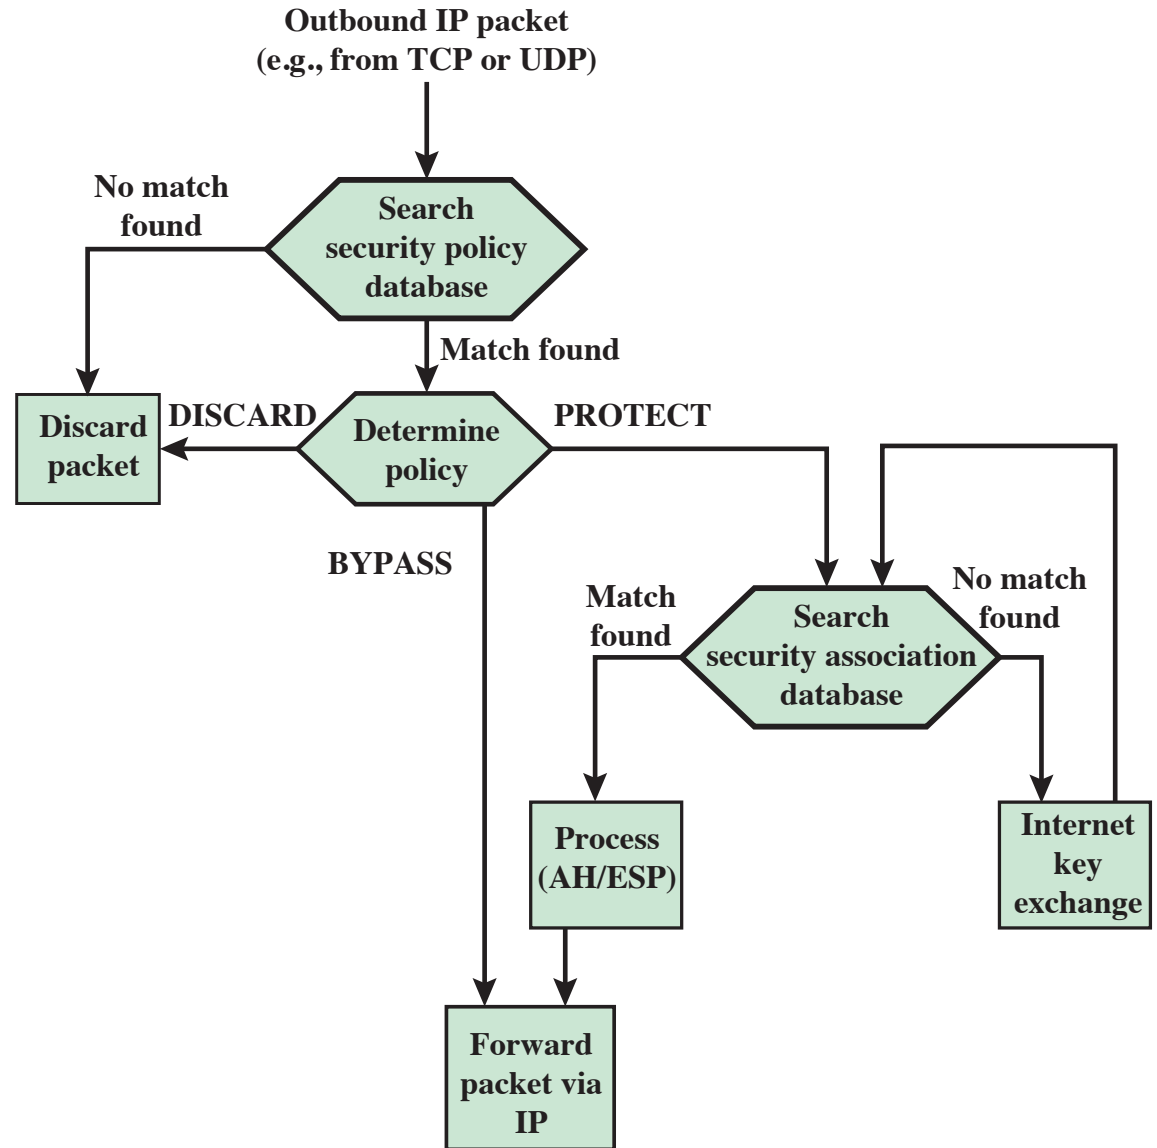 Outbound IP packet
(e.g., from TCP or UDP)
No match
found
Search
security policy
database
Match found
Discard
packet
DISCARD
Determine
policy
PROTECT
BYPASS
Match
found
No match
found
Search
security association
database
Process
(AH/ESP)
Internet
key
exchange
Forward
packet via
IP